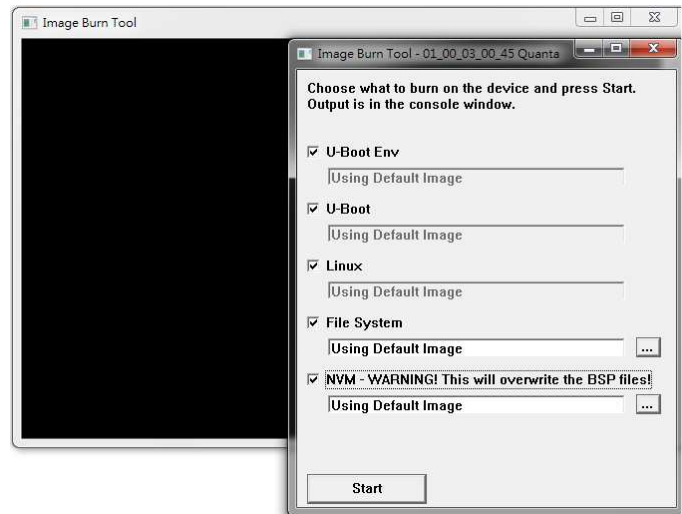 Image Burn Tool
Image Burn Tool - 01_00_03_00_45 Quanta
Choose what to burn on the device and press Start.
Output is in the console window.
U-Boot Env
Using Default Image
U-Boot
Using Default Image
Linux
Using Default Image
File System
Using Default Image
...
NVM - WARNING! This will overwrite the BSP files!
Using Default Image
...
Start